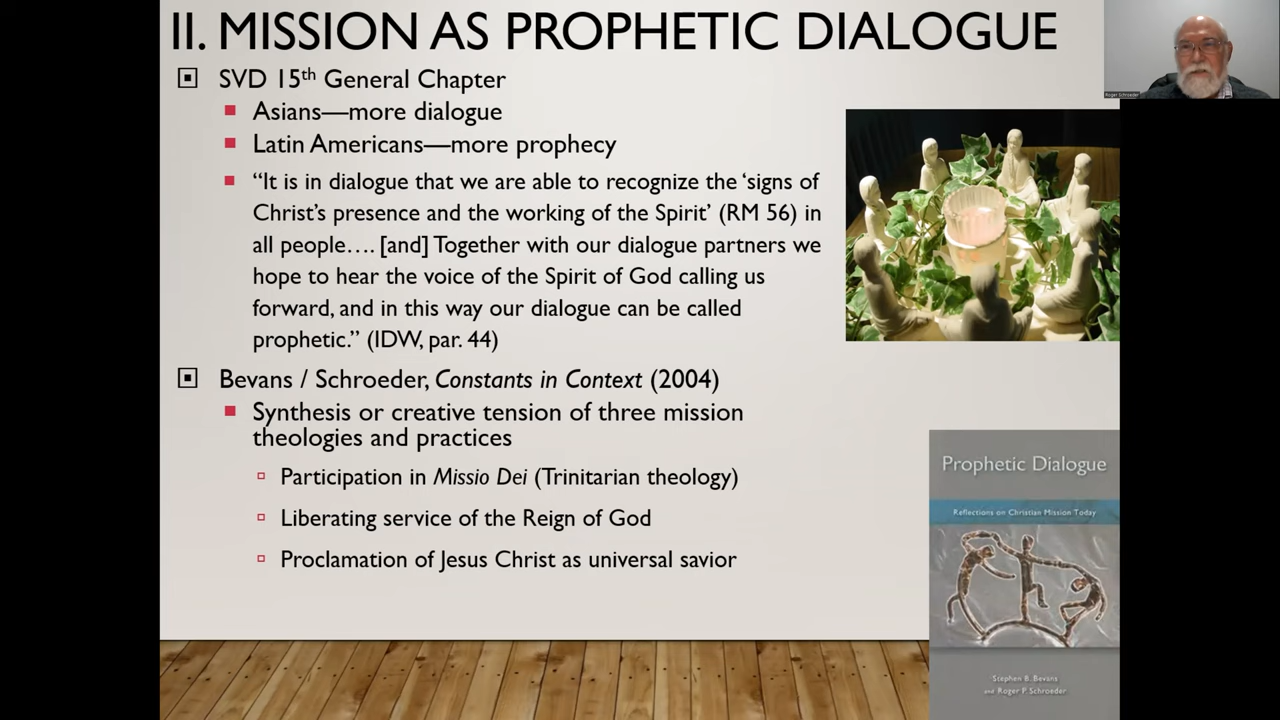 II. MISSION AS PROPHETIC DIALOGUE
SVD 15th General Chapter
Asians—more dialogue
Latin Americans—more prophecy
“It is in dialogue that we are able to recognize the ‘signs of
Christ’s presence and the working of the Spirit’ (RM 56) in
all people…. [and] Together with our dialogue partners we
hope to hear the voice of the Spirit of God calling us
forward, and in this way our dialogue can be called
prophetic.” (IDW, par. 44)
Bevans / Schroeder, Constants in Context (2004)
Synthesis or creative tension of three mission
theologies and practices
Participation in Missio Dei (Trinitarian theology)
Liberating service of the Reign of God
Proclamation of Jesus Christ as universal savior
Roger Schroeder
Prophetic Dialogue
Reflections on Christian Mission Today
Stephen B. Bevans
and Roger P. Schroeder